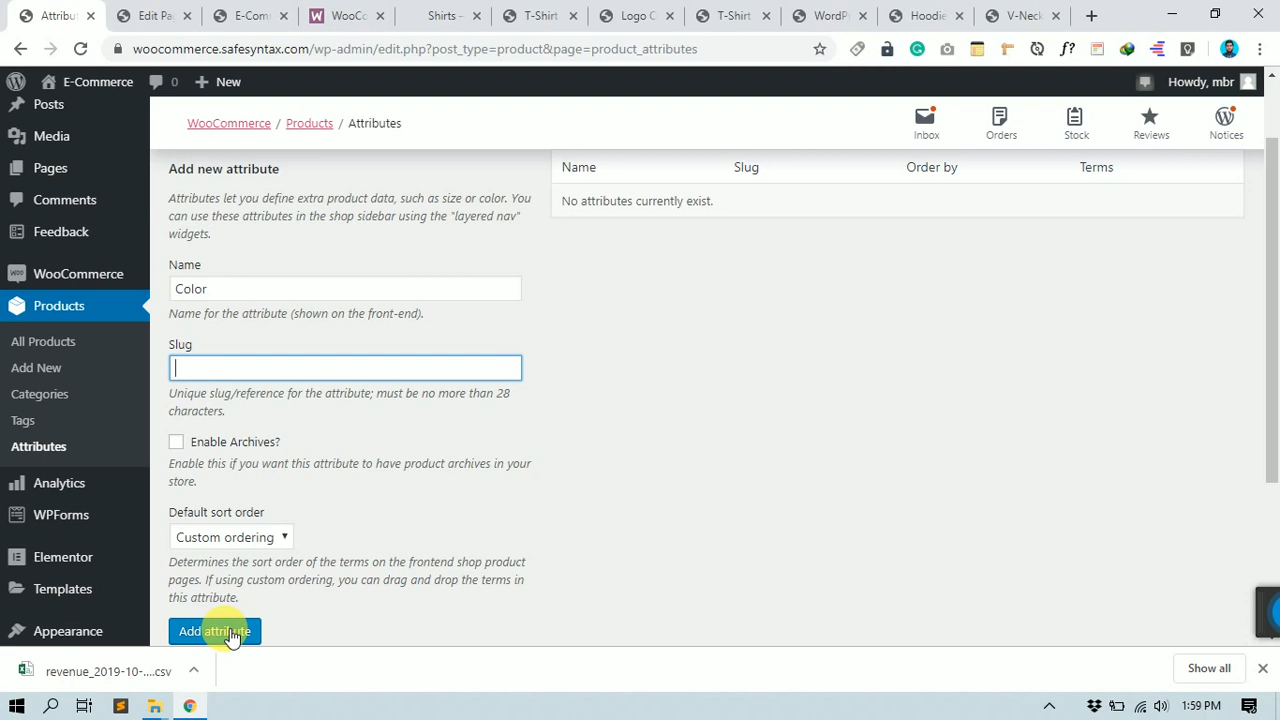 Attribut
Edit Pa
E-Com
WooCo
Shirts –
T-Shirt
Logo C
T-Shirt
WordP
Hoodie
V-Neck
woocommerce.safesyntax.com/wp-admin/edit.php?post_type=product&page=product_attributes
E-Commerce
0
New
Howdy, mbr
Posts
Media
Pages
Comments
Feedback
WooCommerce
Products
All Products
Add New
Categories
Tags
Attributes
Analytics
WPForms
Elementor
Templates
Appearance
WooCommerce / Products / Attributes
Inbox
Orders
Stock
Reviews
Notices
Add new attribute
Attributes let you define extra product data, such as size or color. You
can use these attributes in the shop sidebar using the "layered nav"
widgets.
Name
Color
Name for the attribute (shown on the front-end).
Slug
Unique slug/reference for the attribute; must be no more than 28
characters.
Enable Archives?
Enable this if you want this attribute to have product archives in your
store.
Default sort order
Custom ordering
Determines the sort order of the terms on the frontend shop product
pages. If using custom ordering, you can drag and drop the terms in
this attribute.
Add attribute
Name Slug Order by Terms
No attributes currently exist.
revenue_2019-10-....csv
Show all
1:59 PM